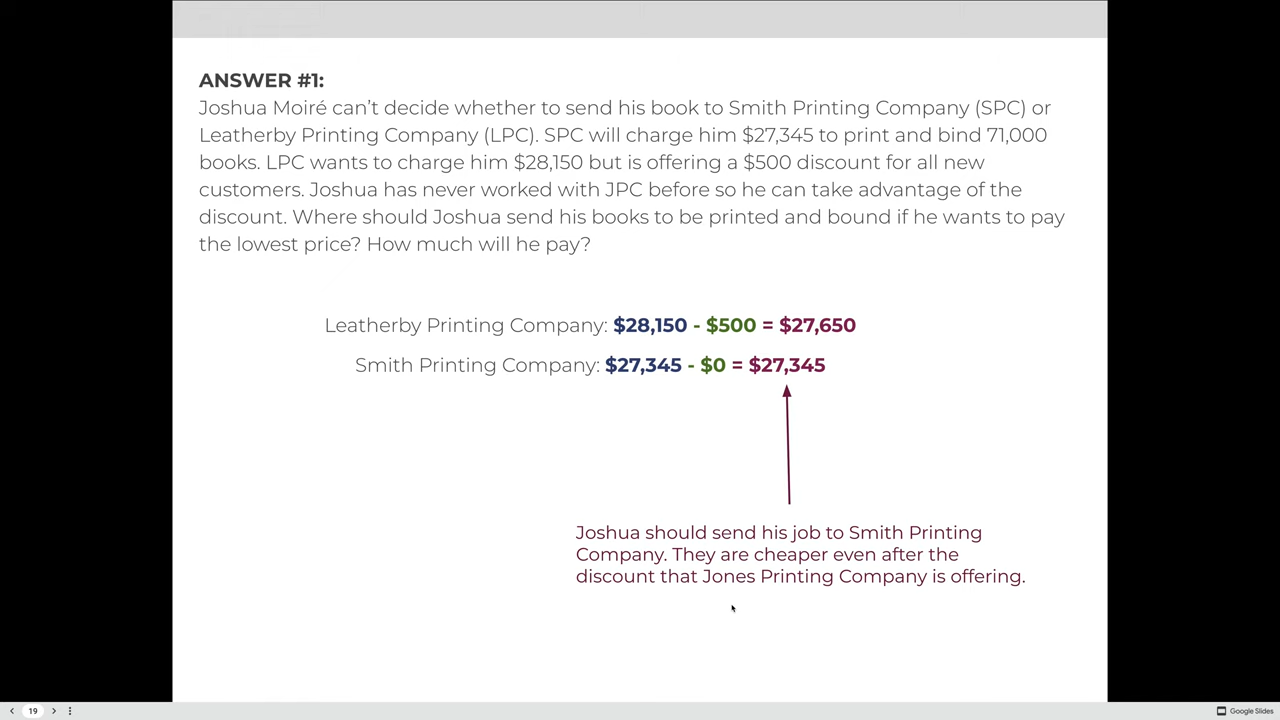 ANSWER #1:
Joshua Moiré can’t decide whether to send his book to Smith Printing Company (SPC) or
Leatherby Printing Company (LPC). SPC will charge him $27,345 to print and bind 71,000
books. LPC wants to charge him $28,150 but is offering a $500 discount for all new
customers. Joshua has never worked with JPC before so he can take advantage of the
discount. Where should Joshua send his books to be printed and bound if he wants to pay
the lowest price? How much will he pay?
Leatherby Printing Company: $28,150 - $500 = $27,650
Smith Printing Company: $27,345 - $0 = $27,345
Joshua should send his job to Smith Printing
Company. They are cheaper even after the
discount that Jones Printing Company is offering.
19
Google Slides